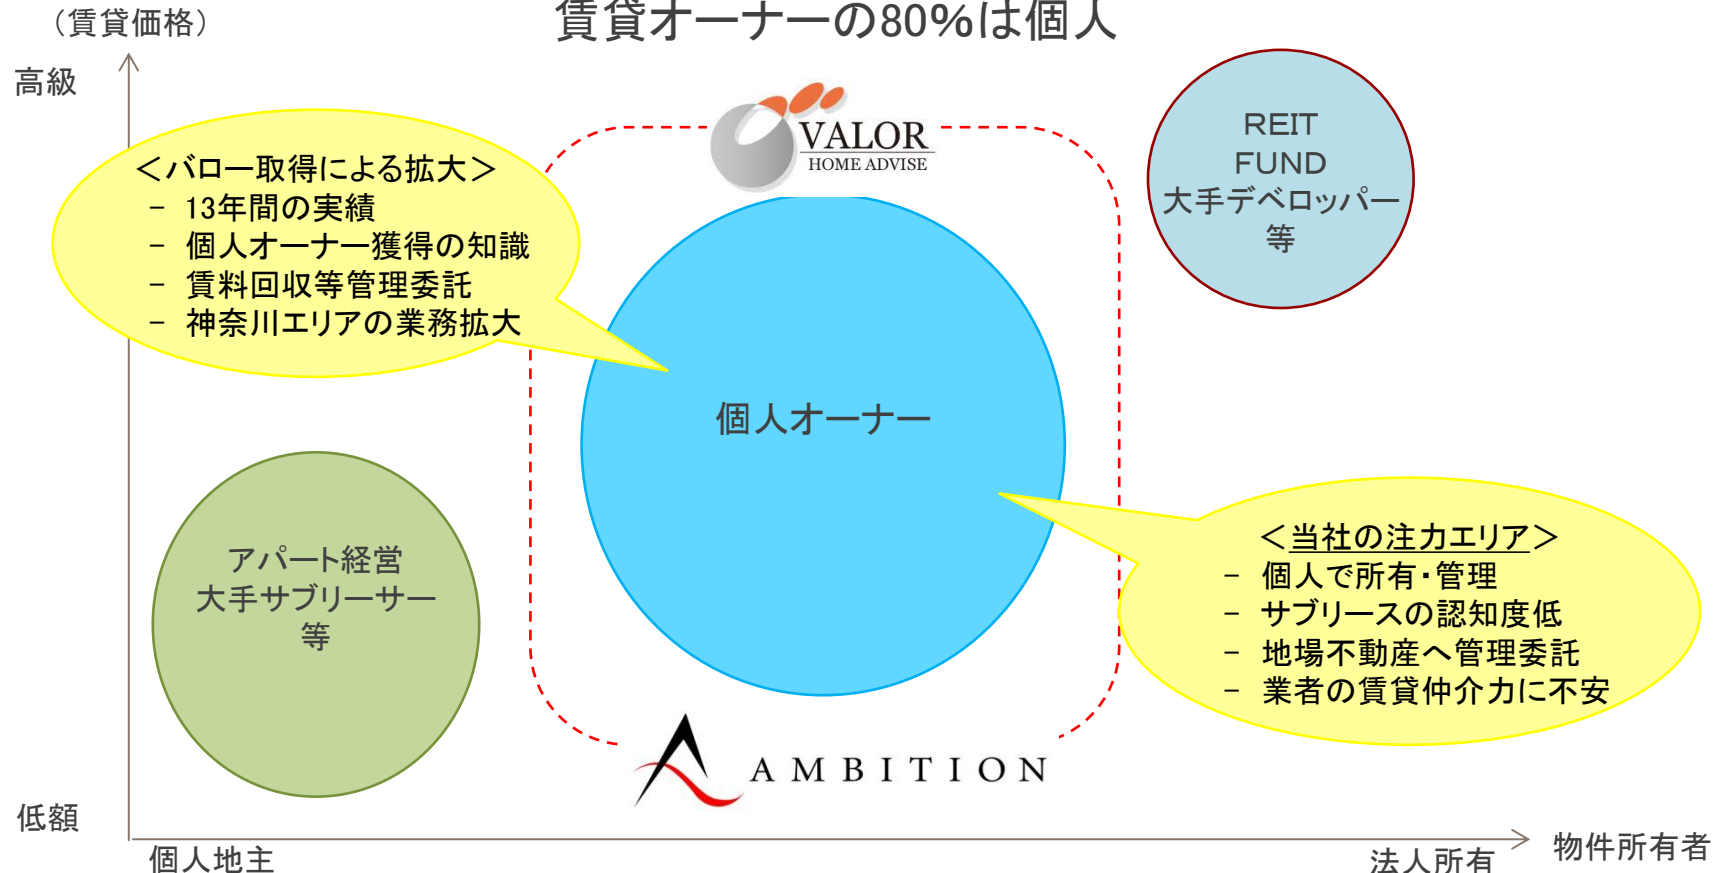 賃貸オーナーの80%は個人
（賃貸価格）
高級
VALOR
HOME ADVISE
REIT
FUND
大手デベロッパー
等
＜バロー取得による拡大＞
－ 13年間の実績
－ 個人オーナー獲得の知識
－ 賃料回収等管理委託
－ 神奈川エリアの業務拡大
個人オーナー
アパート経営
大手サブリーサー
等
＜当社の注力エリア＞
－ 個人で所有・管理
－ サブリースの認知度低
－ 地場不動産へ管理委託
－ 業者の賃貸仲介力に不安
AMBITION
低額
個人地主
法人所有
物件所有者